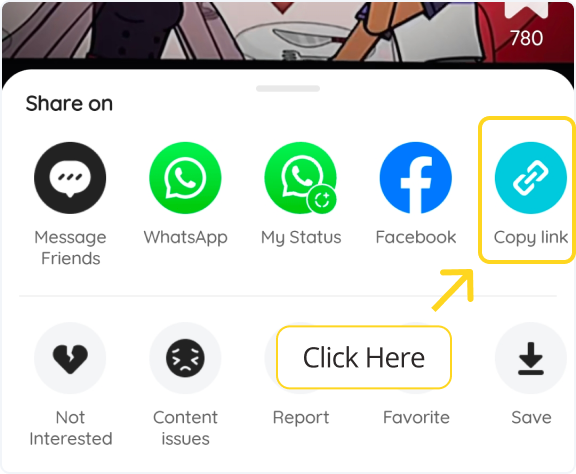 780
Share on
Message
Friends
WhatsApp
My Status
Facebook
Copy link
Click Here
Not
Interested
Content
issues
Report
Favorite
Save